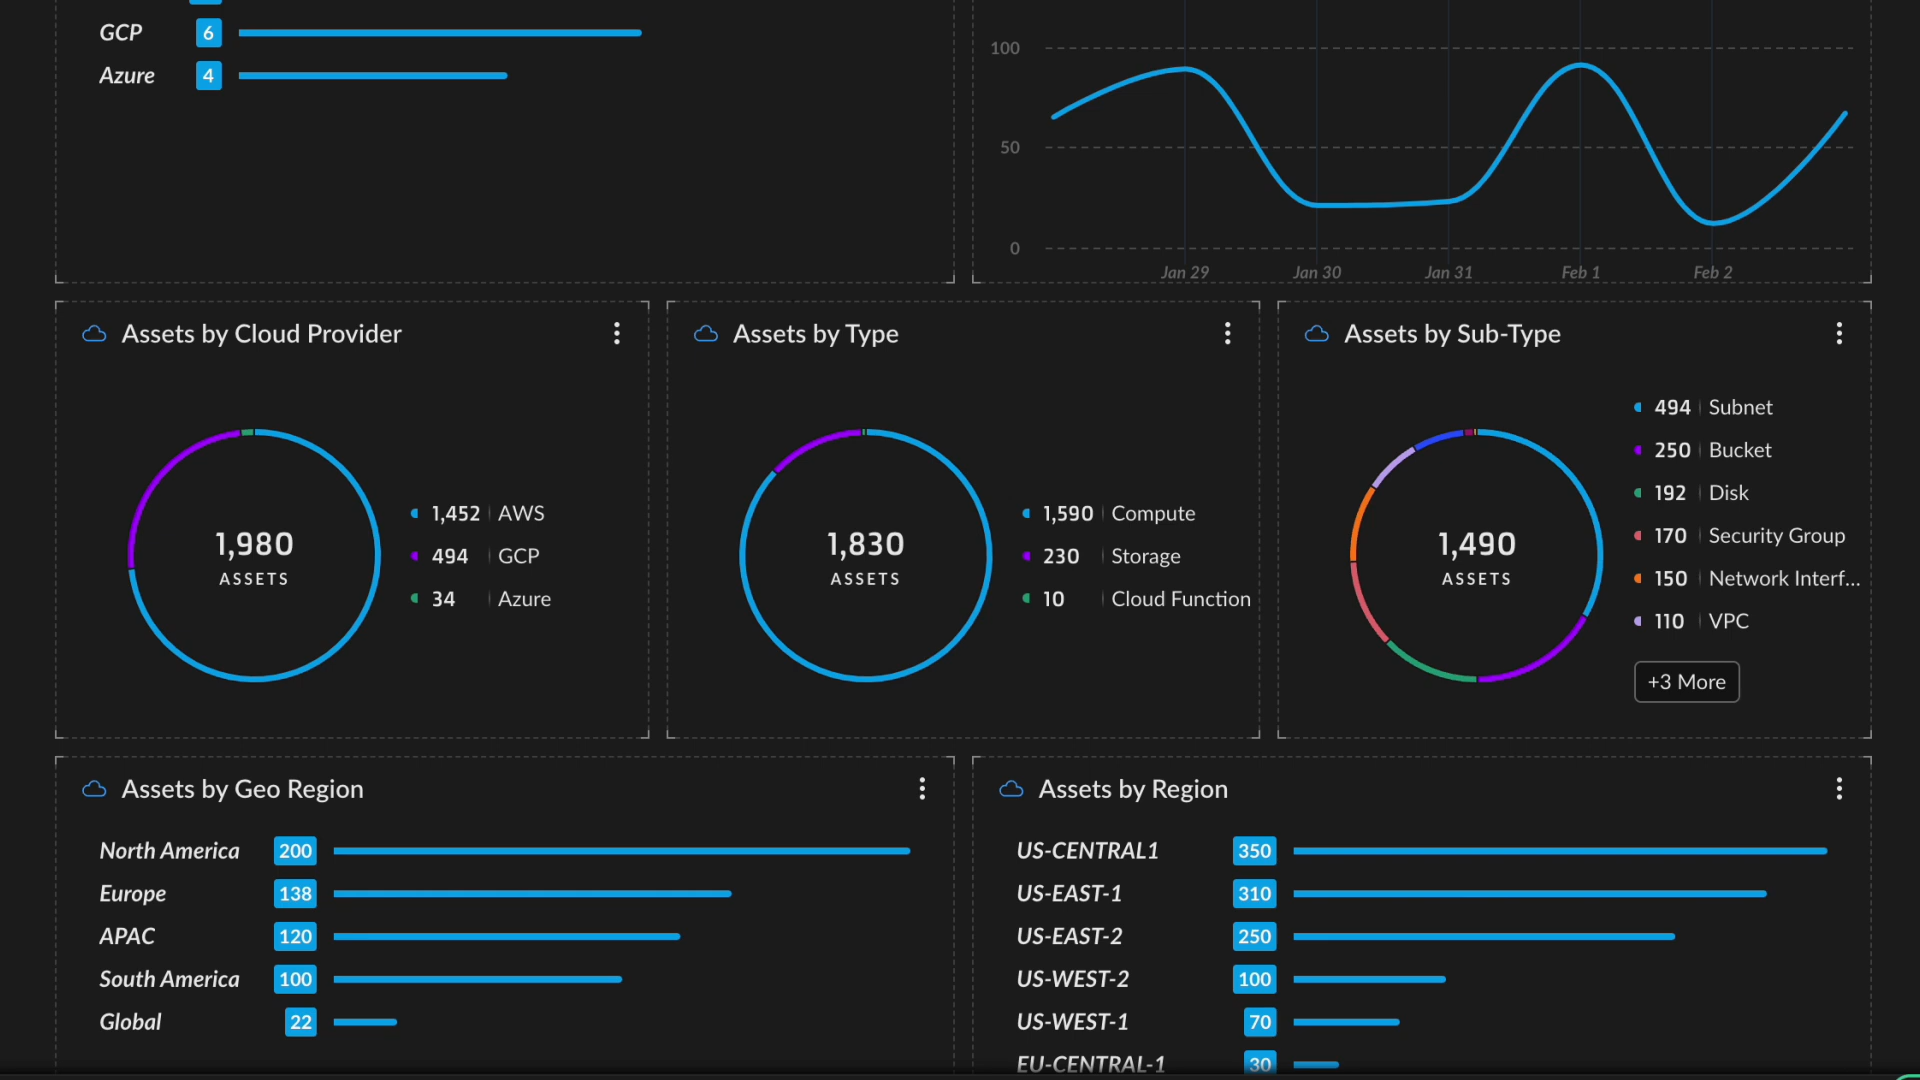 GCP 6
Azure 4
100
50
0
Jan 29 Jan 30 Jan 31 Feb 1 Feb 2
Assets by Cloud Provider
1,980
ASSETS
1,452 AWS
494 GCP
34 Azure
Assets by Type
1,830
ASSETS
1,590 Compute
230 Storage
10 Cloud Function
Assets by Sub-Type
1,490
ASSETS
494 Subnet
250 Bucket
192 Disk
170 Security Group
150 Network Interf...
110 VPC
+3 More
Assets by Geo Region
North America 200
Europe 138
APAC 120
South America 100
Global 22
Assets by Region
US-CENTRAL1 350
US-EAST-1 310
US-EAST-2 250
US-WEST-2 100
US-WEST-1 70
EU-CENTRAL-1 30